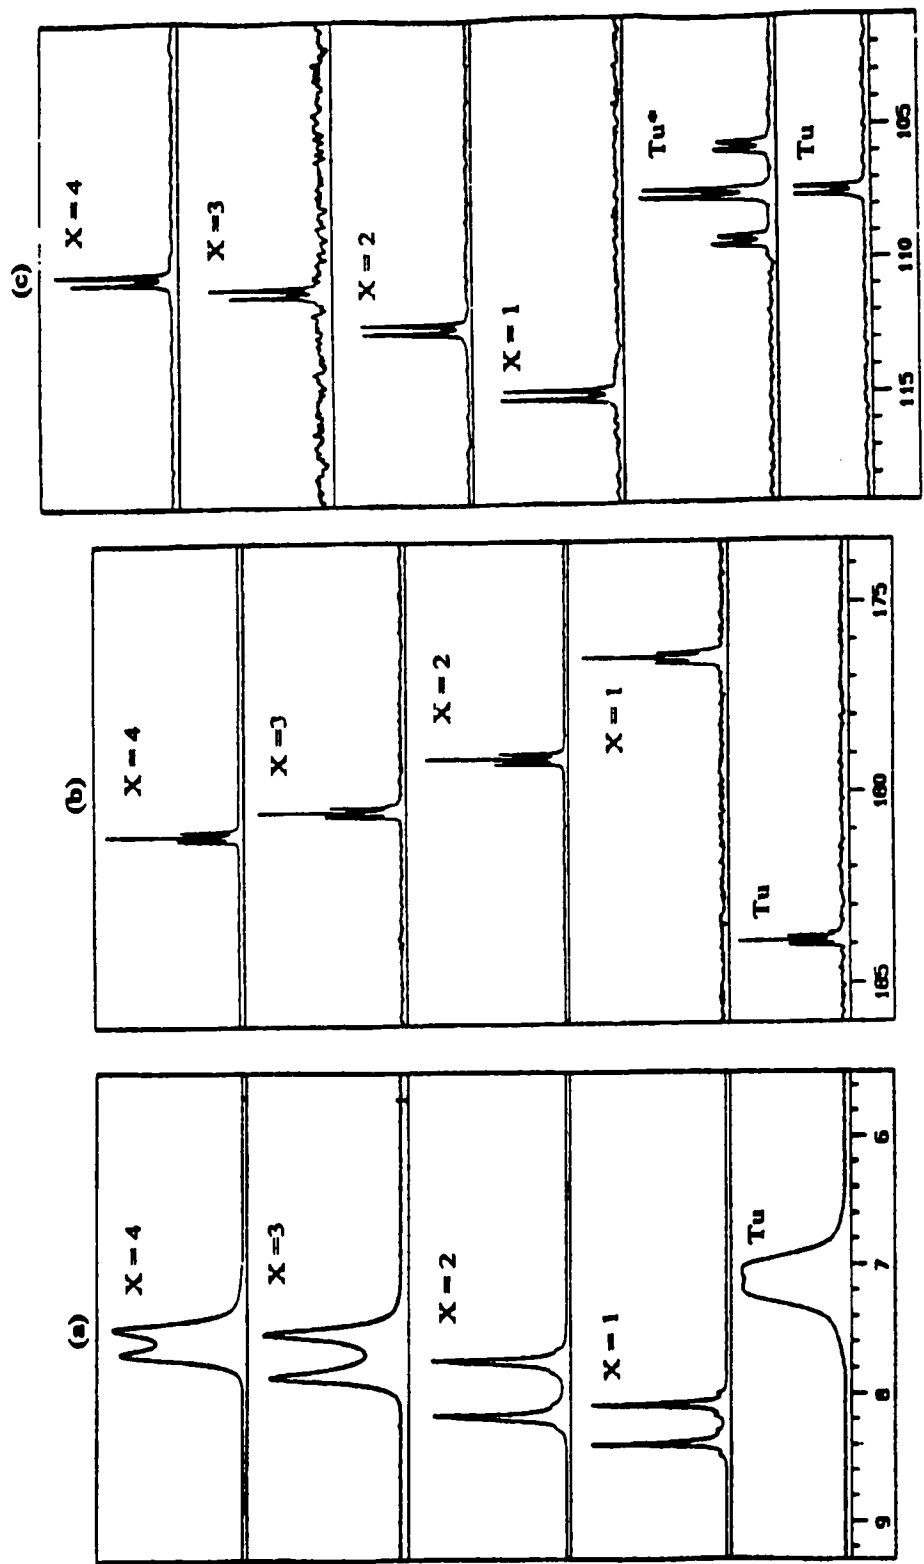 (a)
X = 4
X =3
X = 2
X = 1
Tu
9
8
7
6
(b)
X = 4
X =3
X = 2
X = 1
Tu
185
180
175
(c)
X = 4
X =3
X = 2
X = 1
Tu*
Tu
115
110
105